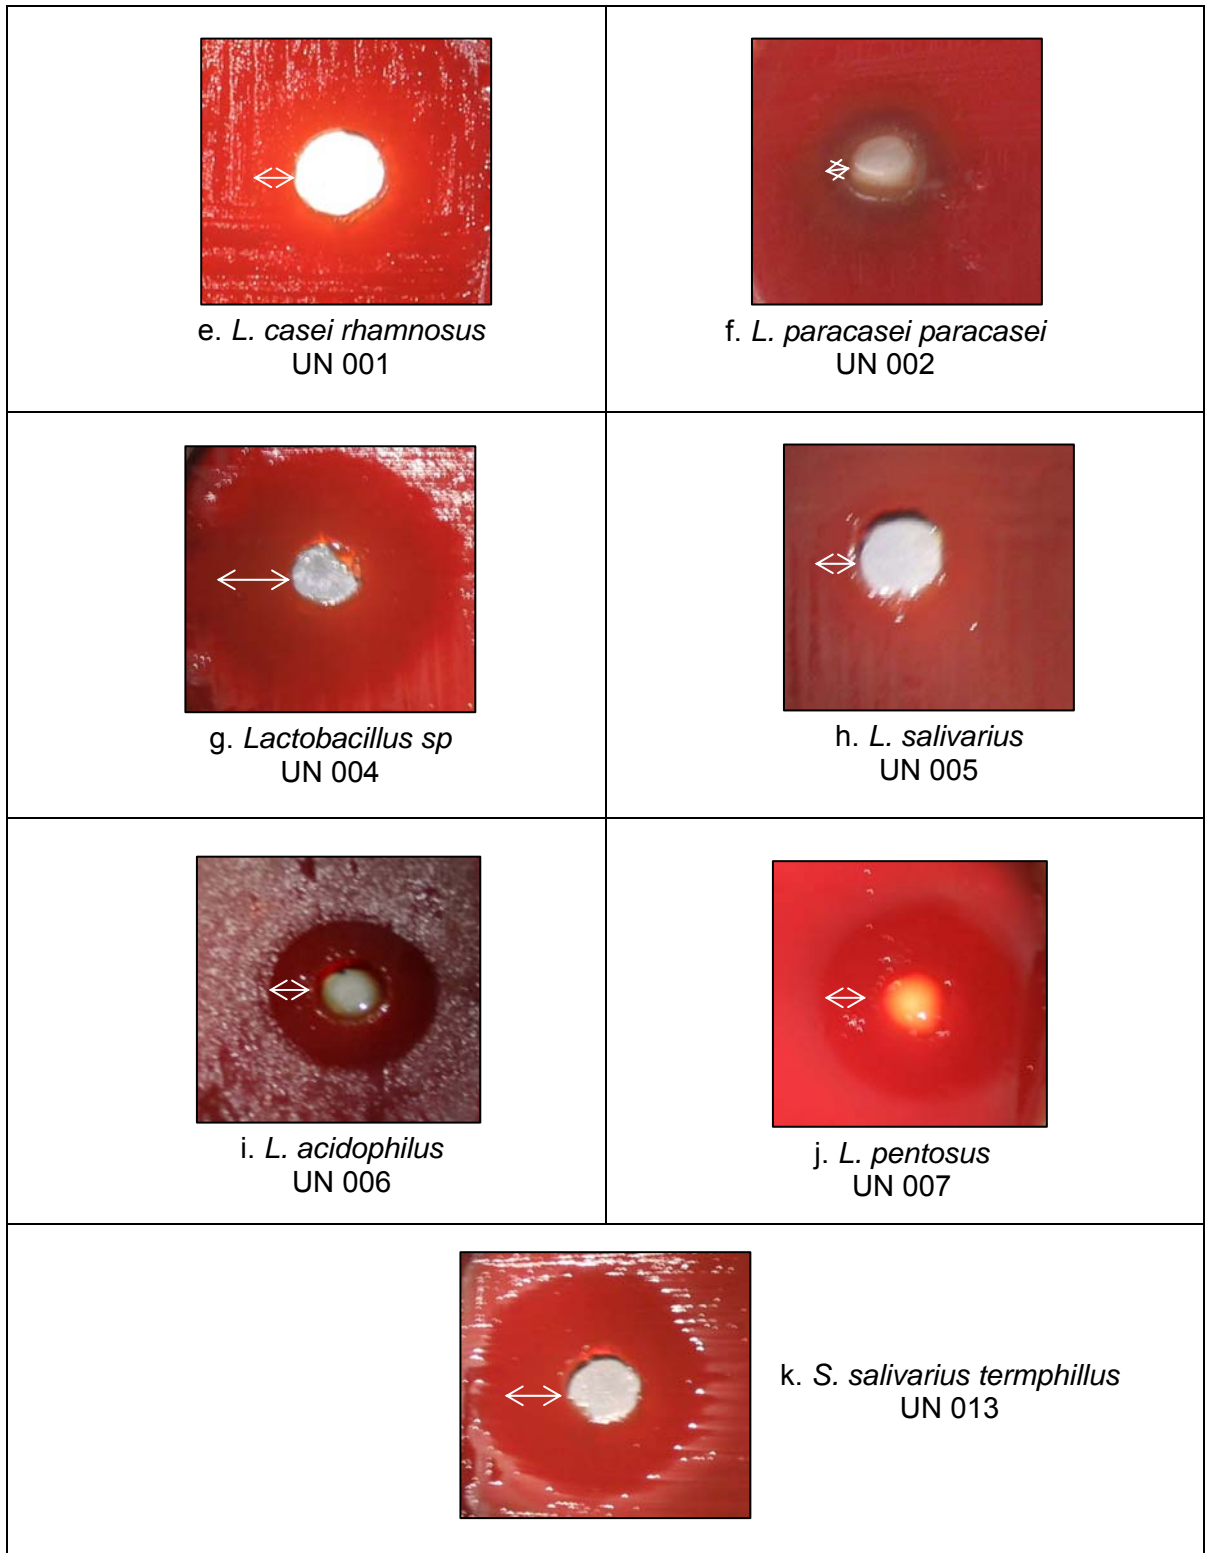 e. L. casei rhamnosus
UN 001
f. L. paracasei paracasei
UN 002
g. Lactobacillus sp
UN 004
h. L. salivarius
UN 005
i. L. acidophilus
UN 006
j. L. pentosus
UN 007
k. S. salivarius termphillus
UN 013